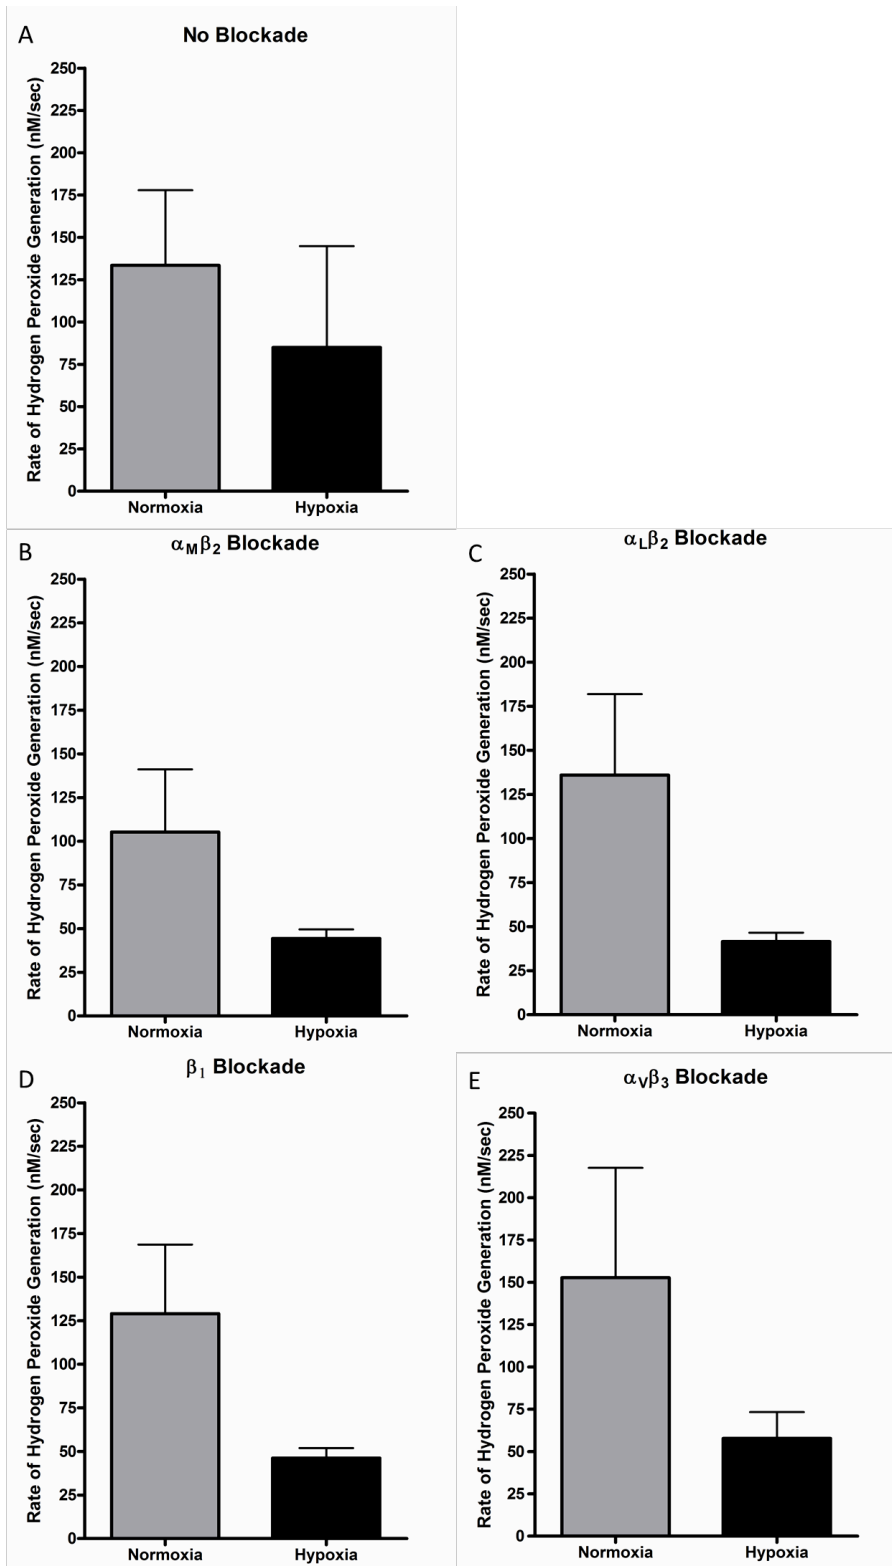 A
No Blockade
Rate of Hydrogen Peroxide Generation (nM/sec)
250
225
200
175
150
125
100
75
50
25
0
Normoxia Hypoxia
B
αMβ2 Blockade
Rate of Hydrogen Peroxide Generation (nM/sec)
250
225
200
175
150
125
100
75
50
25
0
Normoxia Hypoxia
C
αLβ2 Blockade
Rate of Hydrogen Peroxide Generation (nM/sec)
250
225
200
175
150
125
100
75
50
25
0
Normoxia Hypoxia
D
β1 Blockade
Rate of Hydrogen Peroxide Generation (nM/sec)
250
225
200
175
150
125
100
75
50
25
0
Normoxia Hypoxia
E
αVβ3 Blockade
Rate of Hydrogen Peroxide Generation (nM/sec)
250
225
200
175
150
125
100
75
50
25
0
Normoxia Hypoxia